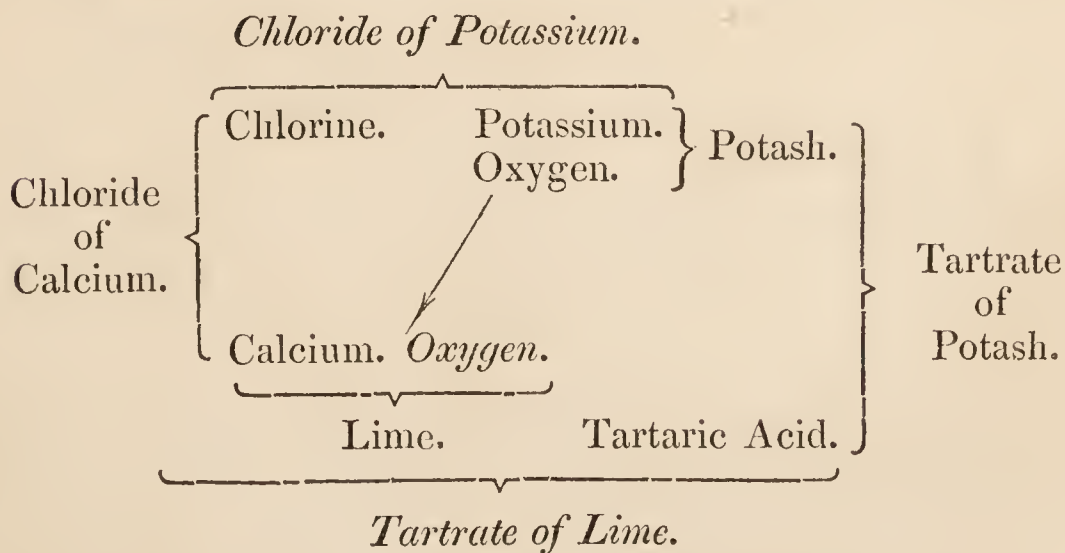 Chloride of Potassium.
Chlorine. Potassium.
Oxygen.
Potash.
Chloride
of
Calcium.
Tartrate
of
Potash.
Calcium. Oxygen.
Lime. Tartaric Acid.
Tartrate of Lime.